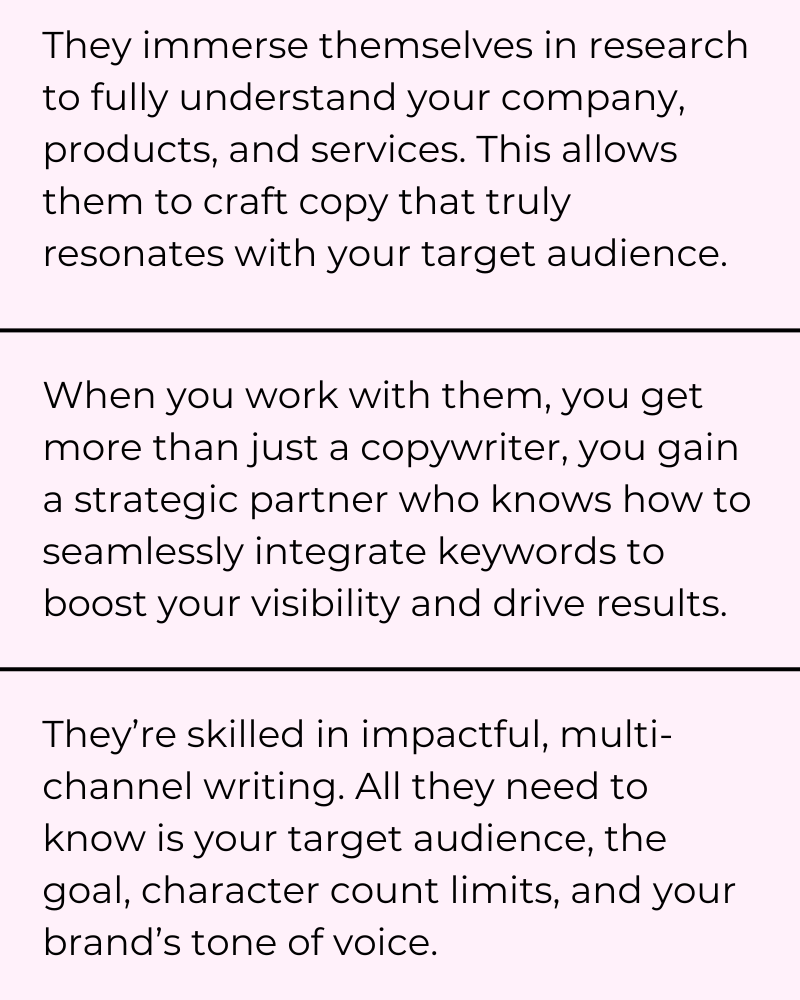 They immerse themselves in research
to fully understand your company,
products, and services. This allows
them to craft copy that truly
resonates with your target audience.
When you work with them, you get
more than just a copywriter, you gain
a strategic partner who knows how to
seamlessly integrate keywords to
boost your visibility and drive results.
They’re skilled in impactful, multi-
channel writing. All they need to
know is your target audience, the
goal, character count limits, and your
brand’s tone of voice.